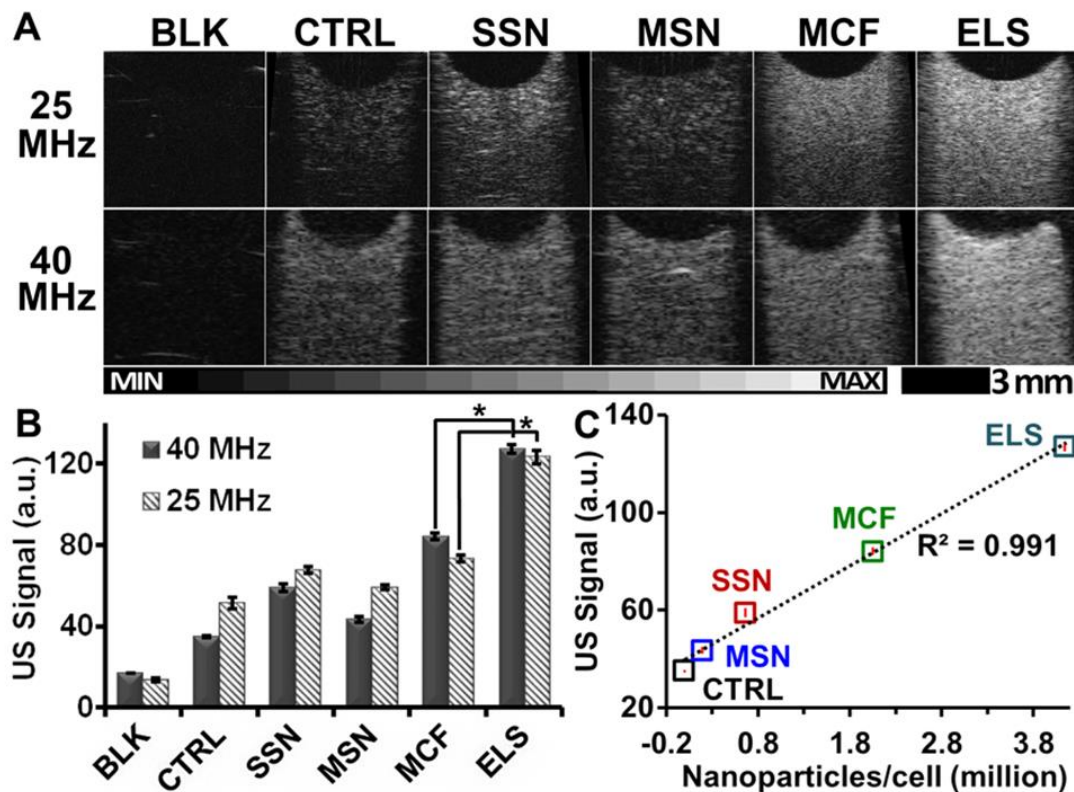 A
BLK CTRL SSN MSN MCF ELS
25
MHz
40
MHz
MIN MAX 3 mm
B
US Signal (a.u.)
120
80
40
0
40 MHz
25 MHz
* *
BLK CTRL SSN MSN MCF ELS
C
US Signal (a.u.)
140
100
60
20
ELS
MCF
R² = 0.991
SSN
MSN
CTRL
-0.2 0.8 1.8 2.8 3.8
Nanoparticles/cell (million)